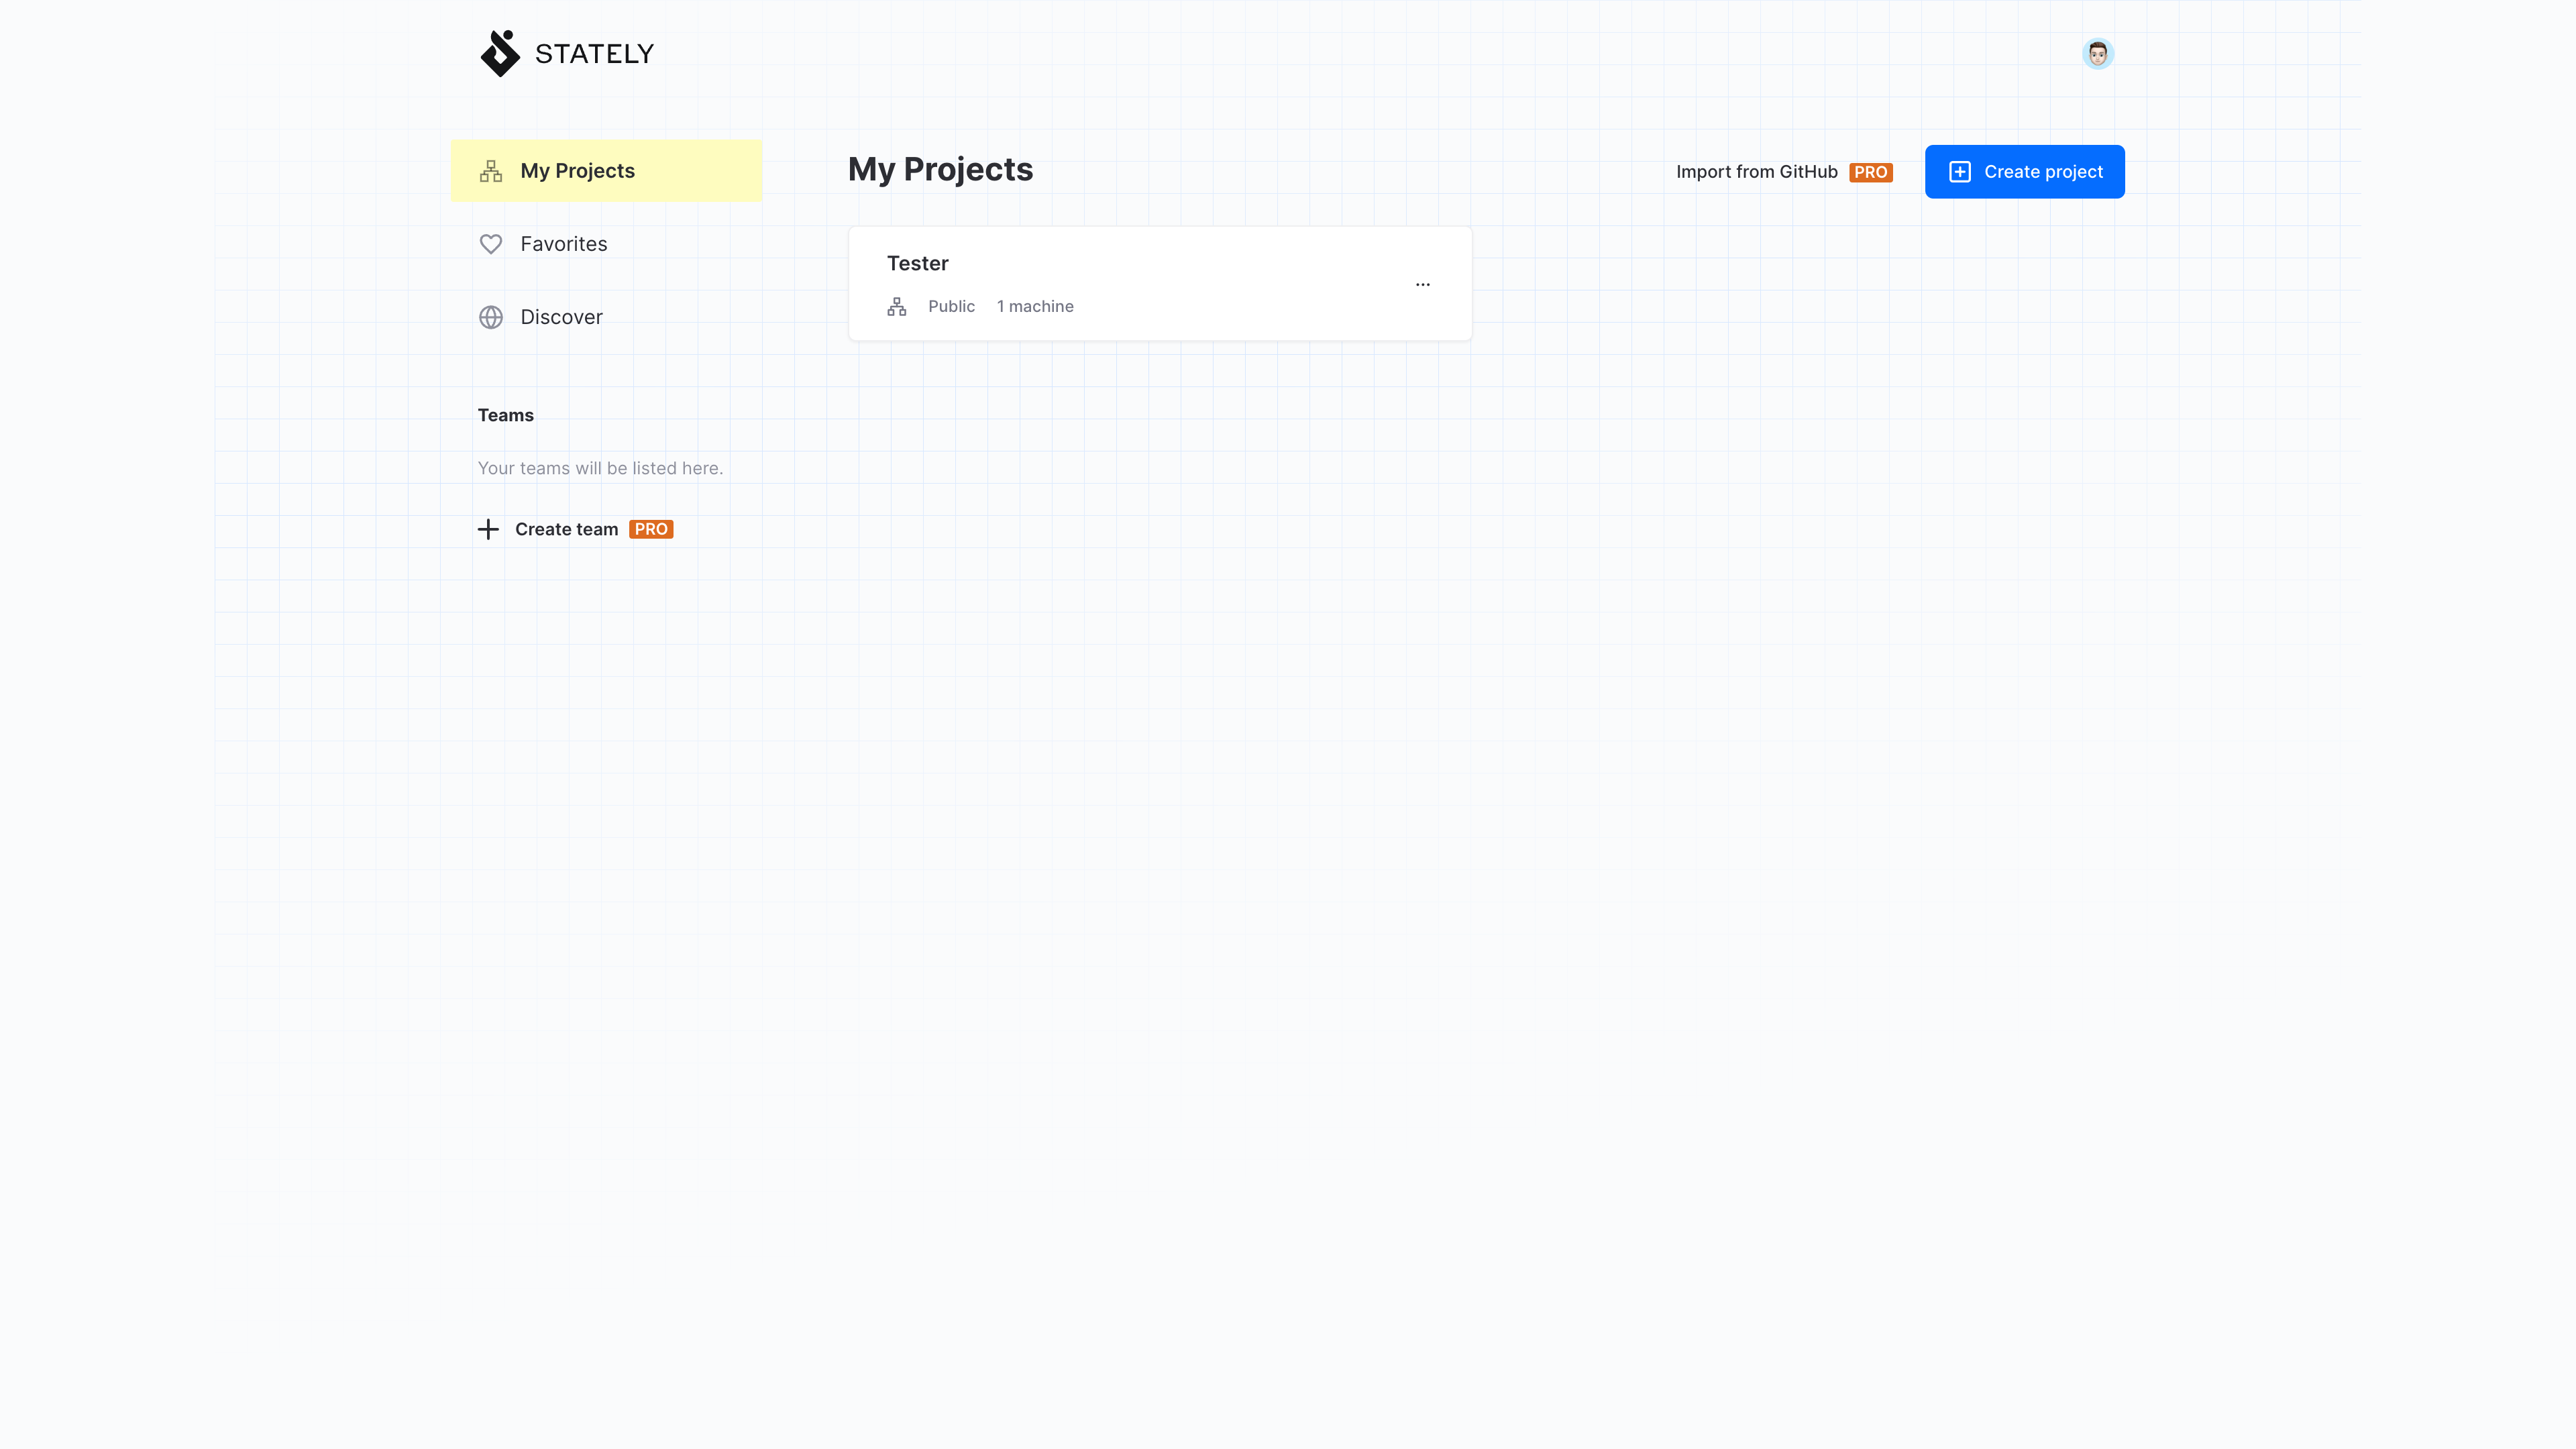 STATELY
My Projects
Favorites
Discover
Teams
Your teams will be listed here.
Create team PRO
My Projects
Import from GitHub PRO
Create project
Tester
Public 1 machine